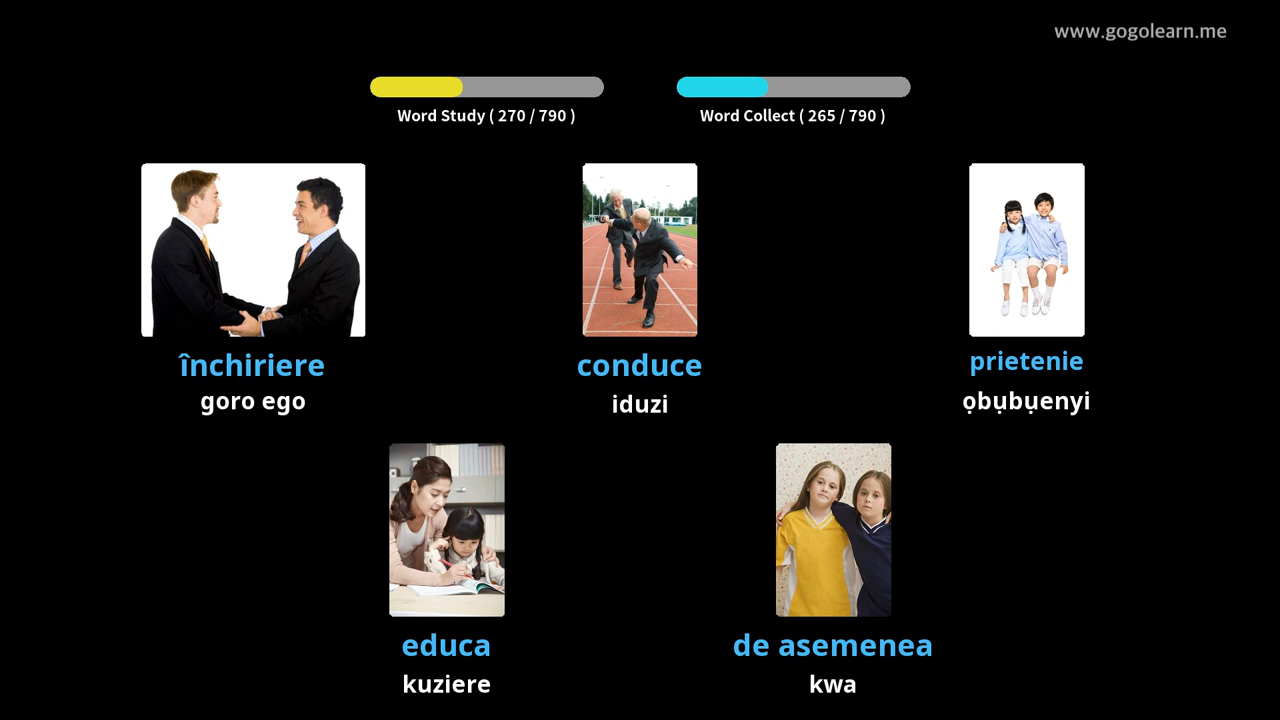 www.gogolearn.me
Word Study ( 270 / 790 )
Word Collect ( 265 / 790 )
închiriere
goro ego
conduce
iduzi
prietenie
ọbụbụenyi
educa
kuziere
de asemenea
kwa